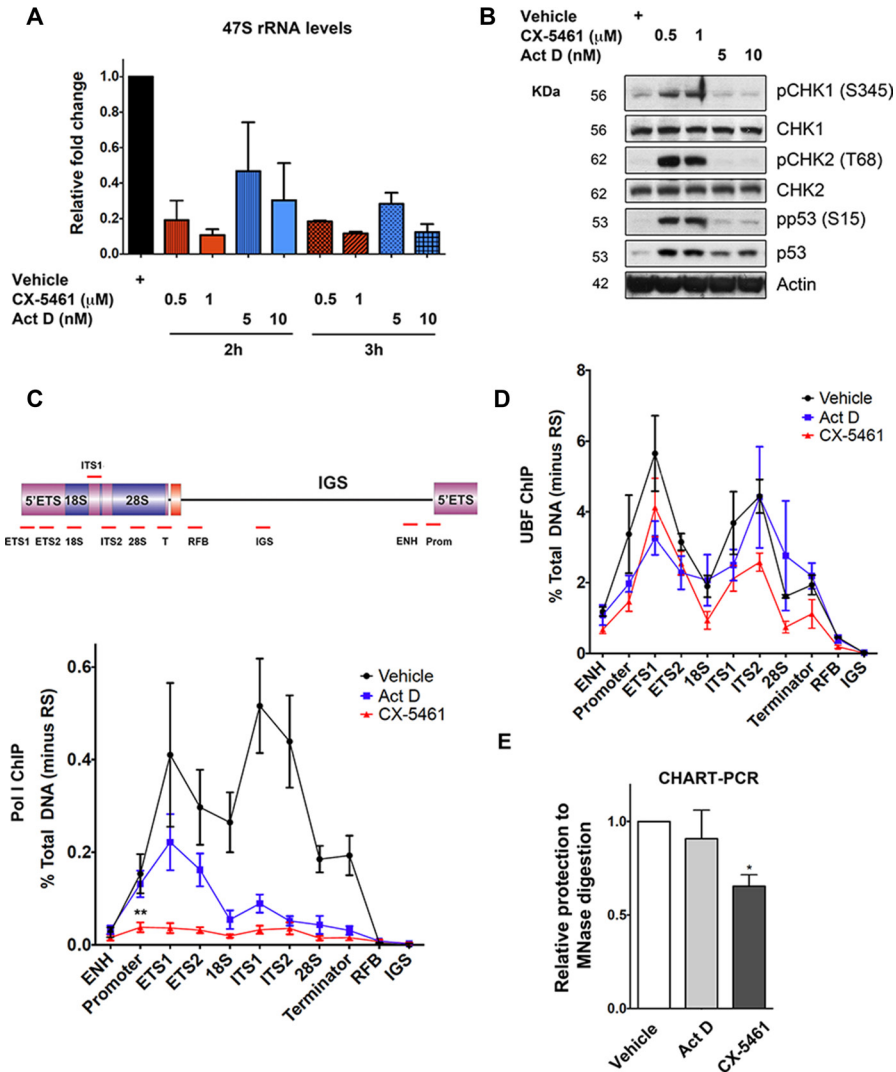 A
47S rRNA levels
Relative fold change
1.0
0.8
0.6
0.4
0.2
0.0
Vehicle +
CX-5461 (μM) 0.5 1 0.5 1
Act D (nM) 5 10 5 10
2h 3h
B
Vehicle +
CX-5461 (μM) 0.5 1
Act D (nM) 5 10
KDa
56 pCHK1 (S345)
56 CHK1
62 pCHK2 (T68)
62 CHK2
53 pp53 (S15)
53 p53
42 Actin
C
ITS1
IGS
5'ETS 18S 28S 5'ETS
ETS1 ETS2 18S ITS2 28S T RFB IGS ENH Prom
Pol I ChIP
% Total DNA (minus RS)
0.6
0.4
0.2
0.0
Vehicle
Act D
CX-5461
**
ENH Promoter ETS1 ETS2 18S ITS1 ITS2 28S Terminator RFB IGS
D
UBF ChIP
% Total DNA (minus RS)
8
6
4
2
0
Vehicle
Act D
CX-5461
ENH Promoter ETS1 ETS2 18S ITS1 ITS2 28S Terminator RFB IGS
E
CHART-PCR
Relative protection to
MNase digestion
1.0
0.5
0.0
*
Vehicle Act D CX-5461